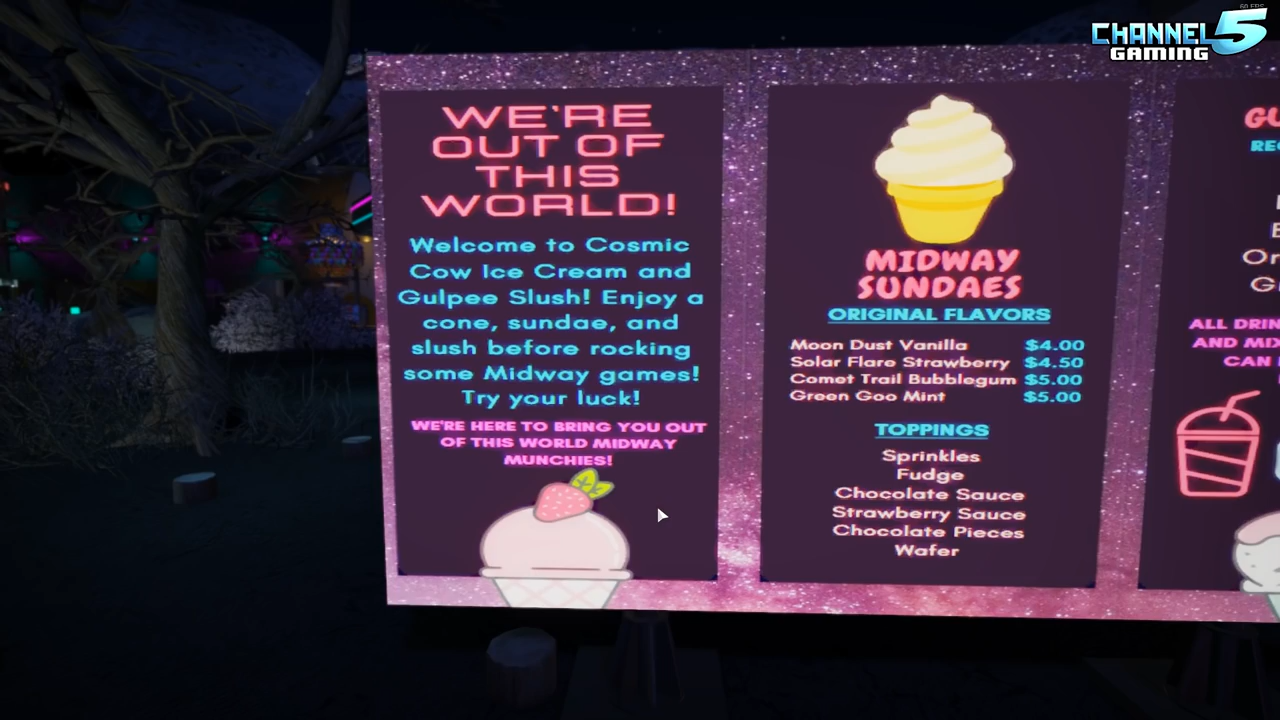 60 FPS
CHANNEL 5
GAMING
WE'RE
OUT OF
THIS
WORLD!
Welcome to Cosmic
Cow Ice Cream and
Gulpee Slush! Enjoy a
cone, sundae, and
slush before rocking
some Midway games!
Try your luck!
WE'RE HERE TO BRING YOU OUT
OF THIS WORLD MIDWAY
MUNCHIES!
MIDWAY
SUNDAES
ORIGINAL FLAVORS
Moon Dust Vanilla $4.00
Solar Flare Strawberry $4.50
Comet Trail Bubblegum $5.00
Green Goo Mint $5.00
TOPPINGS
Sprinkles
Fudge
Chocolate Sauce
Strawberry Sauce
Chocolate Pieces
Wafer
ALL DRIN
AND MIX
CAN